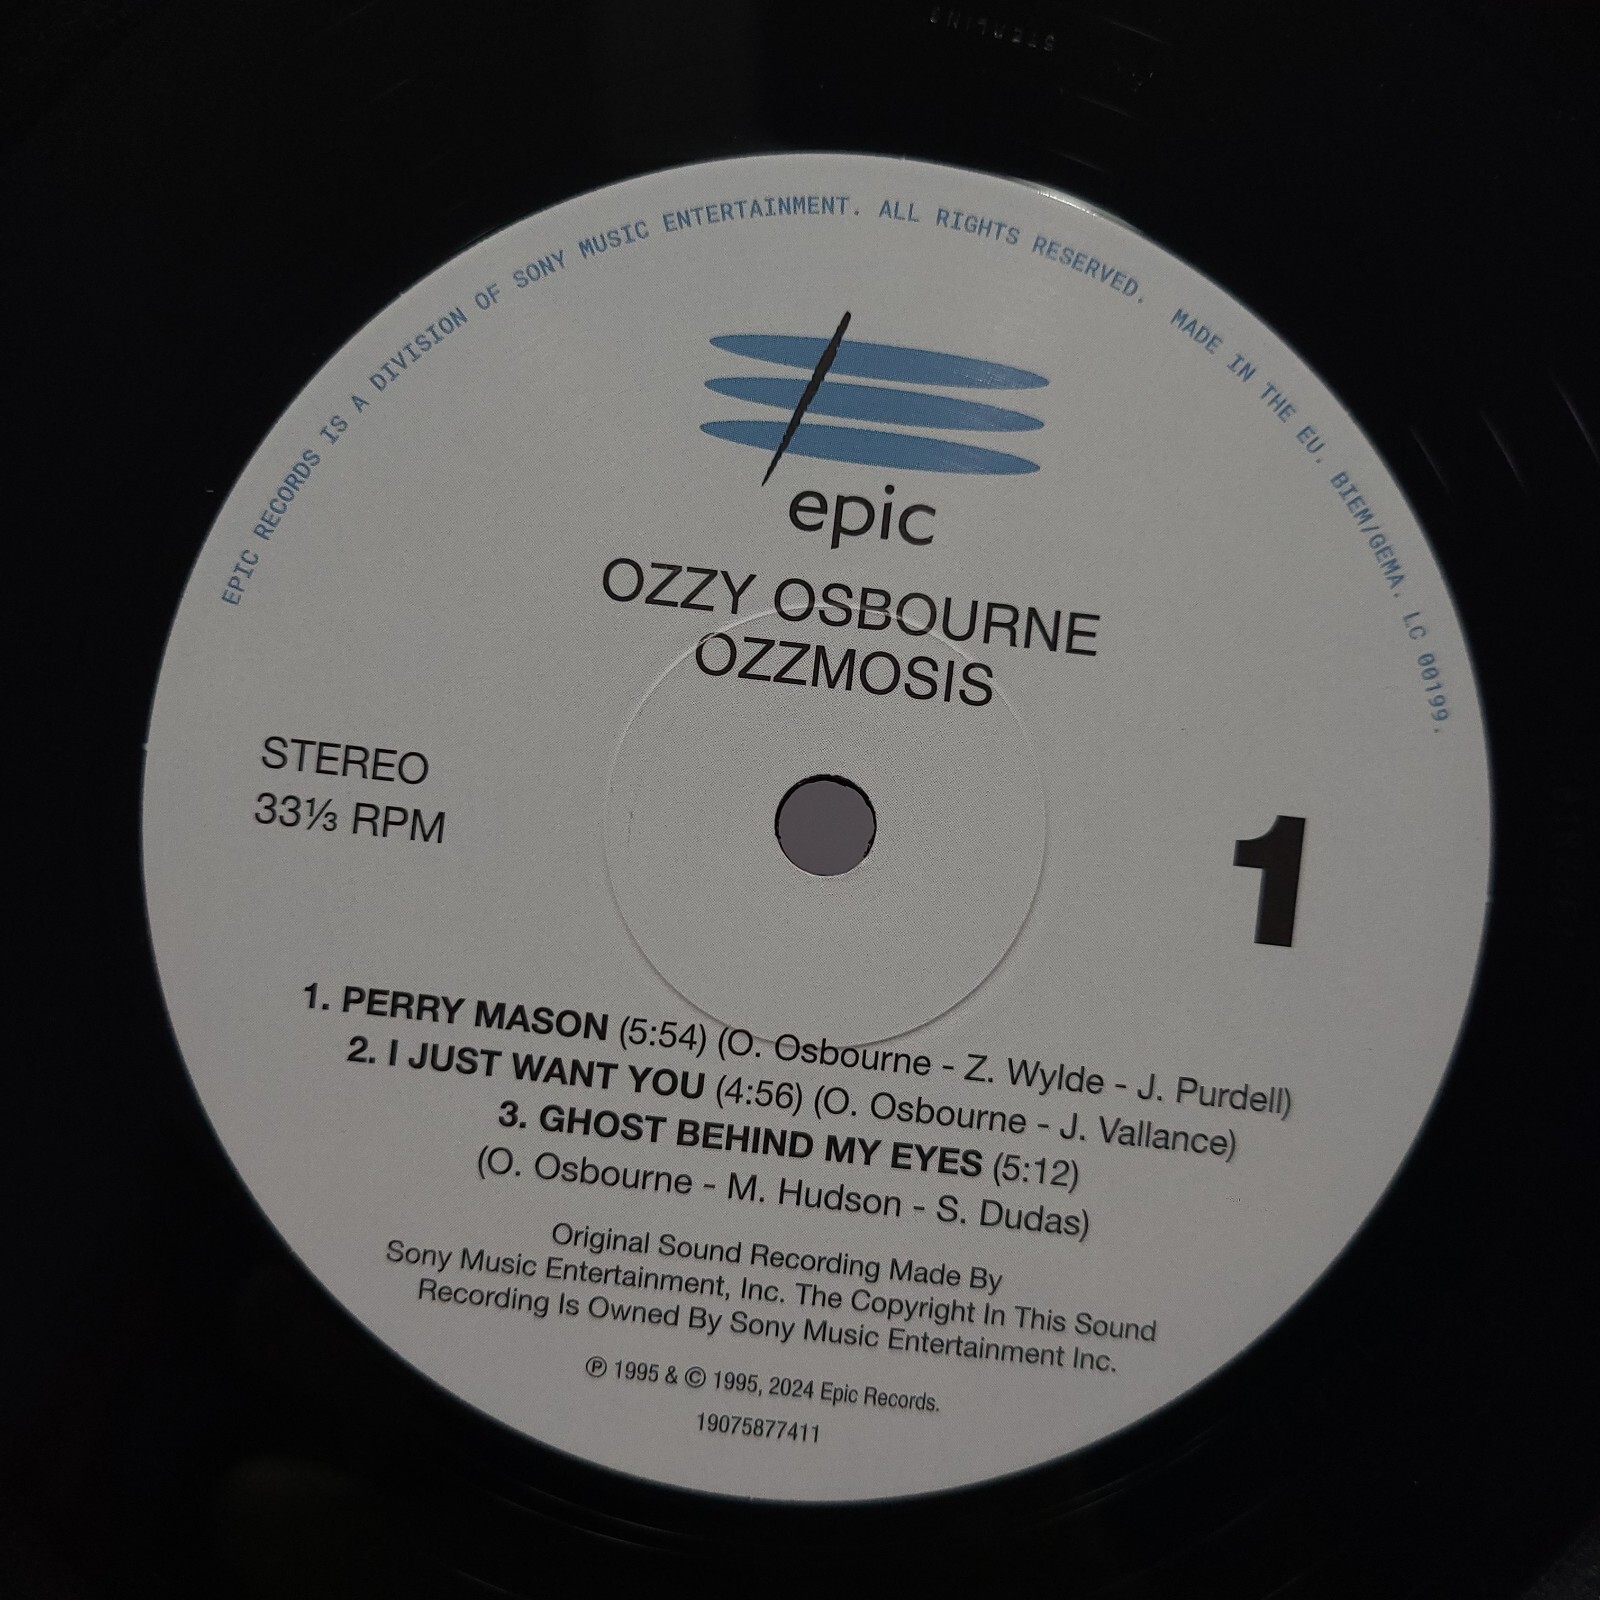 EPIC RECORDS IS A DIVISION OF SONY MUSIC ENTERTAINMENT. ALL RIGHTS RESERVED. MADE IN THE EU. BIEM/GEMA. LC 00199.
epic
OZZY OSBOURNE
OZZMOSIS
STEREO
33⅓ RPM
1
1. PERRY MASON (5:54) (O. Osbourne - Z. Wylde - J. Purdell)
2. I JUST WANT YOU (4:56) (O. Osbourne - J. Vallance)
3. GHOST BEHIND MY EYES (5:12)
(O. Osbourne - M. Hudson - S. Dudas)
Original Sound Recording Made By
Sony Music Entertainment, Inc. The Copyright In This Sound
Recording Is Owned By Sony Music Entertainment Inc.
℗ 1995 & © 1995, 2024 Epic Records.
19075877411